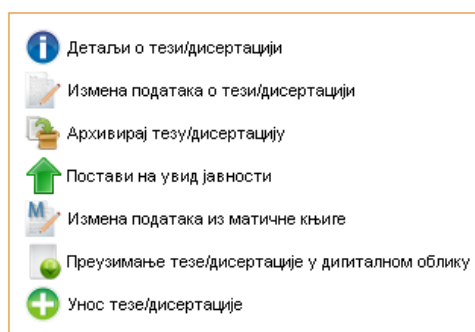 Детаљи о тези/дисертацији
Измена података о тези/дисертацији
Архивирај тезу/дисертацију
Постави на увид јавности
M
Измена података из матичне књиге
Преузимање тезе/дисертације у дигиталном облику
Унос тезе/дисертације